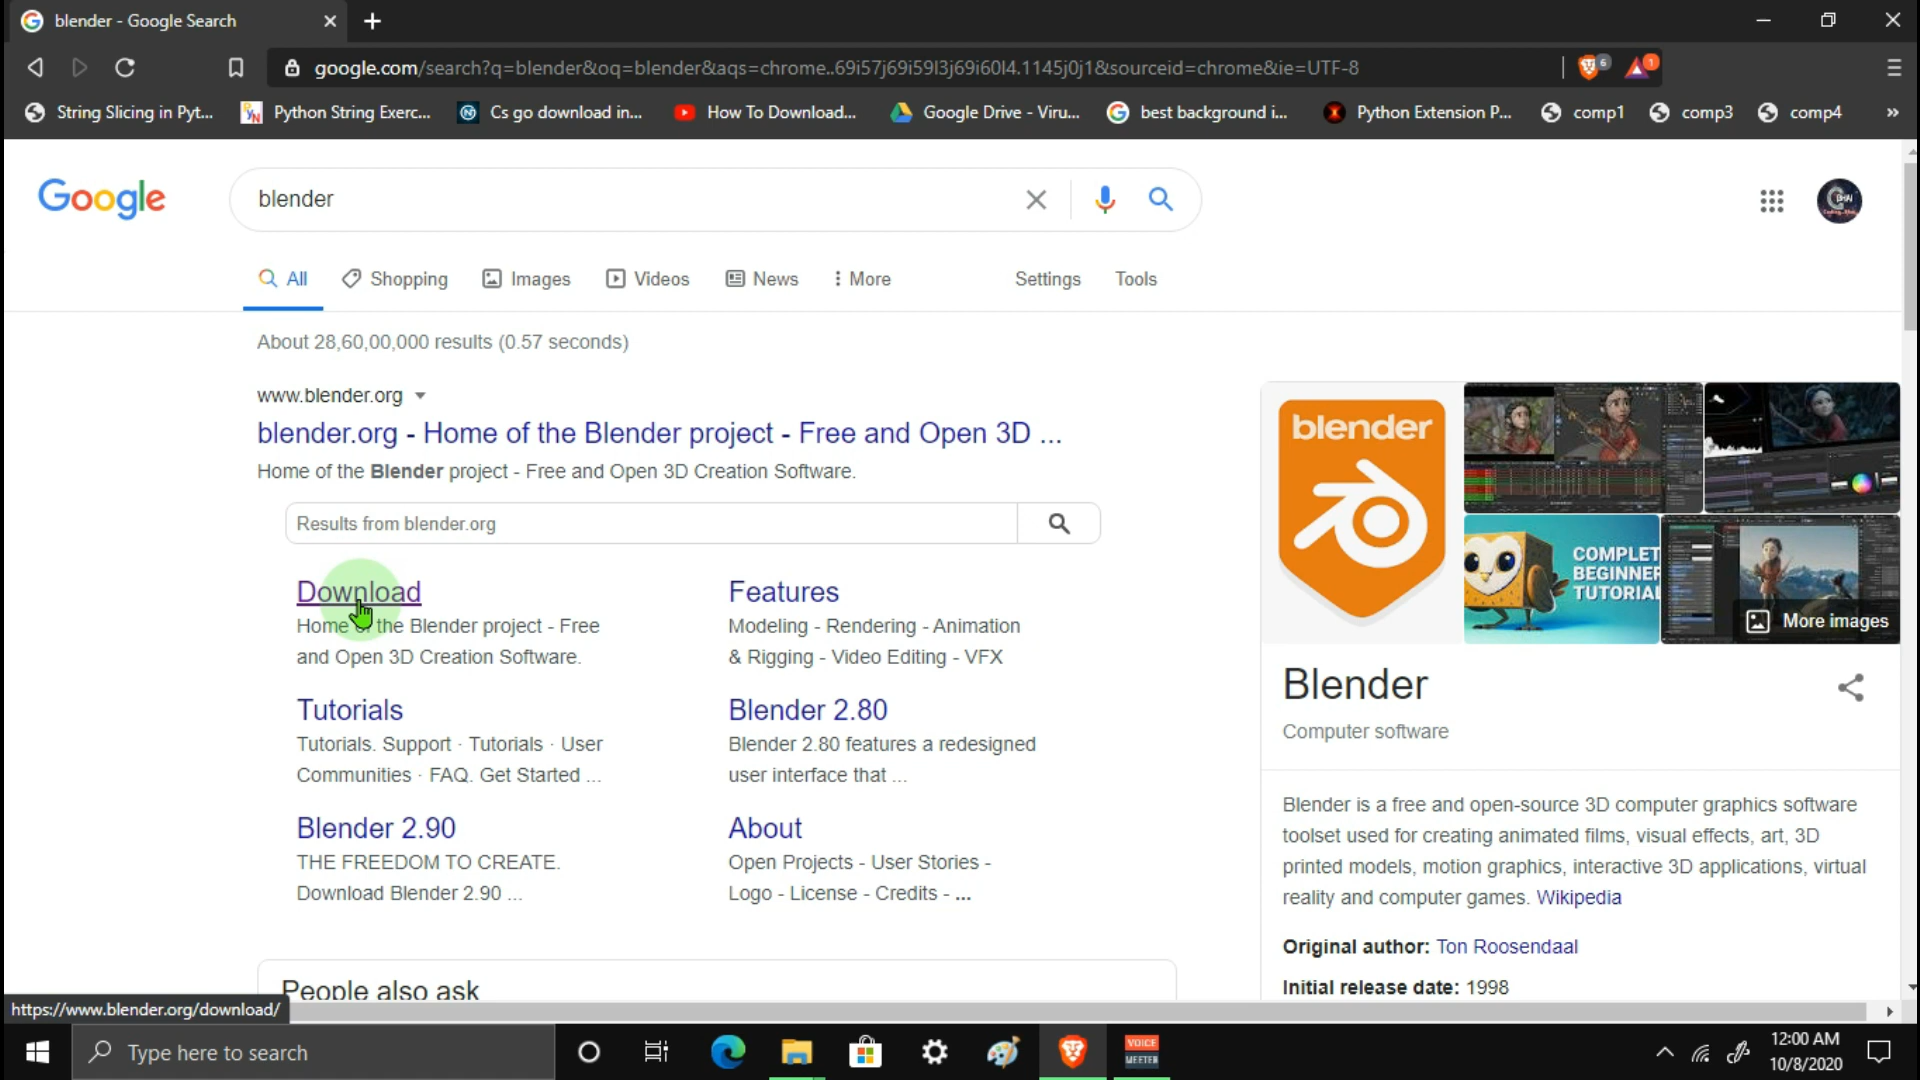 blender - Google Search
google.com/search?q=blender&oq=blender&aqs=chrome..69i57j69i59l3j69i60l4.1145j0j1&sourceid=chrome&ie=UTF-8
6
1
String Slicing in Pyt...
Python String Exerc...
Cs go download in...
How To Download...
Google Drive - Viru...
best background i...
Python Extension P...
comp1
comp3
comp4
Google
blender
All
Shopping
Images
Videos
News
More
Settings
Tools
About 28,60,00,000 results (0.57 seconds)
www.blender.org
blender.org - Home of the Blender project - Free and Open 3D ...
Home of the Blender project - Free and Open 3D Creation Software.
Results from blender.org
Download
Home of the Blender project - Free
and Open 3D Creation Software.
Features
Modeling - Rendering - Animation
& Rigging - Video Editing - VFX
Tutorials
Tutorials. Support · Tutorials · User
Communities · FAQ. Get Started ...
Blender 2.80
Blender 2.80 features a redesigned
user interface that ...
Blender 2.90
THE FREEDOM TO CREATE.
Download Blender 2.90 ...
About
Open Projects - User Stories -
Logo - License - Credits - ...
People also ask
blender
COMPLET
BEGINNER
TUTORIA
More images
Blender
Computer software
Blender is a free and open-source 3D computer graphics software
toolset used for creating animated films, visual effects, art, 3D
printed models, motion graphics, interactive 3D applications, virtual
reality and computer games. Wikipedia
Original author: Ton Roosendaal
Initial release date: 1998
https://www.blender.org/download/
Type here to search
VOICE
MEETER
12:00 AM
10/8/2020